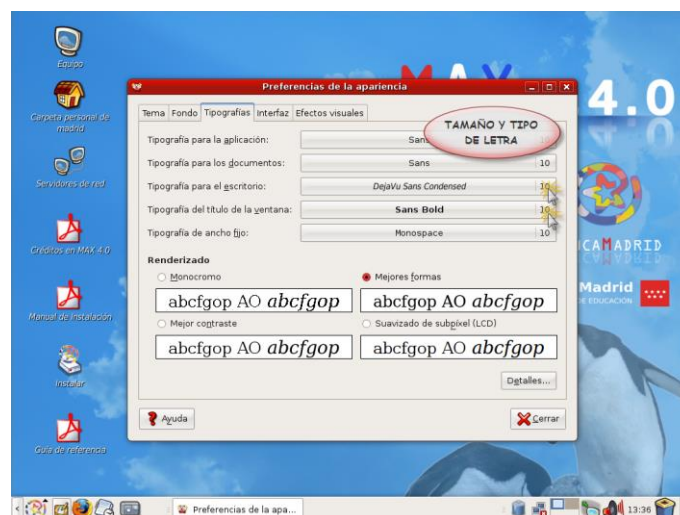 Equipo
Carpeta personal de
madrid
Servidores de red
Créditos en MAX 4.0
Manual de Instalación
Instalar
Guía de referencia
MAX 4.0
Preferencias de la apariencia
Tema Fondo Tipografías Interfaz Efectos visuales
TAMAÑO Y TIPO
DE LETRA
Tipografía para la aplicación: Sans
Tipografía para los documentos: Sans 10
Tipografía para el escritorio: DejaVu Sans Condensed 10
Tipografía del título de la ventana: Sans Bold 10
Tipografía de ancho fijo: Monospace 10
Renderizado
Monocromo
Mejores formas
abcfgop AO abcfgop
abcfgop AO abcfgop
Mejor contraste
Suavizado de subpíxel (LCD)
abcfgop AO abcfgop
abcfgop AO abcfgop
Detalles...
Ayuda
Cerrar
CAMADRID
Madrid
DE EDUCACIÓN
Preferencias de la apa...
13:36